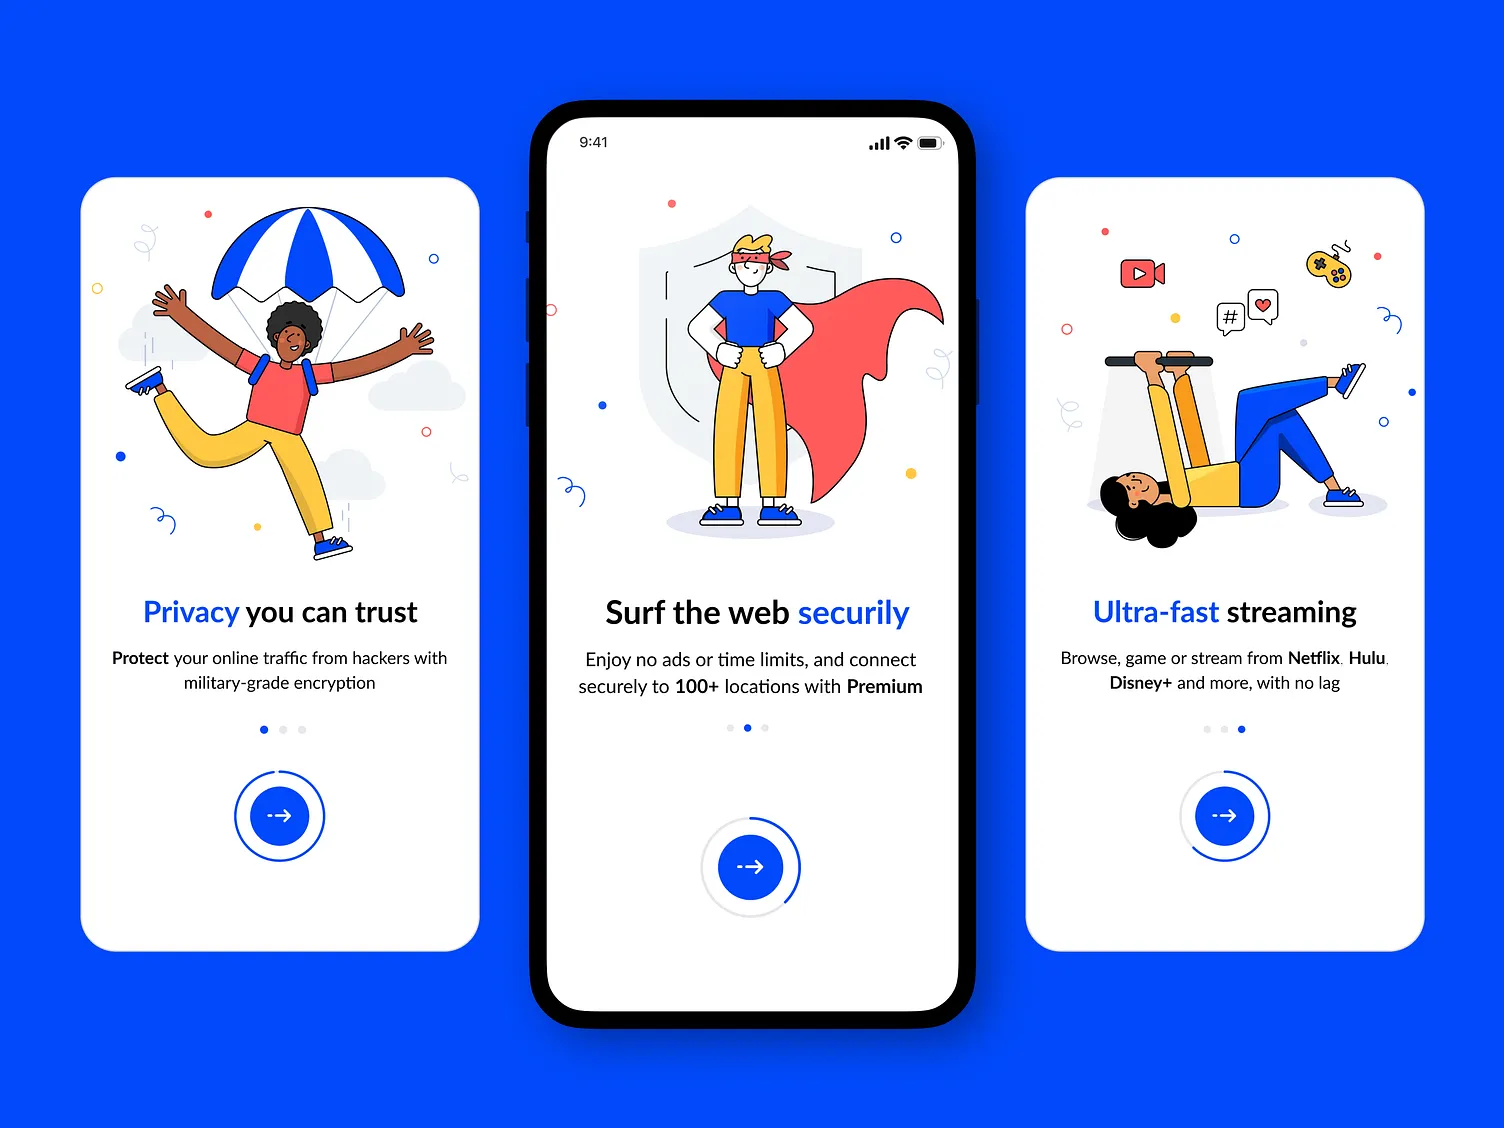 Privacy you can trust
Protect your online traffic from hackers with
military-grade encryption
9:41
Surf the web securily
Enjoy no ads or time limits, and connect
securely to 100+ locations with Premium
#
Ultra-fast streaming
Browse, game or stream from Netflix, Hulu,
Disney+ and more, with no lag